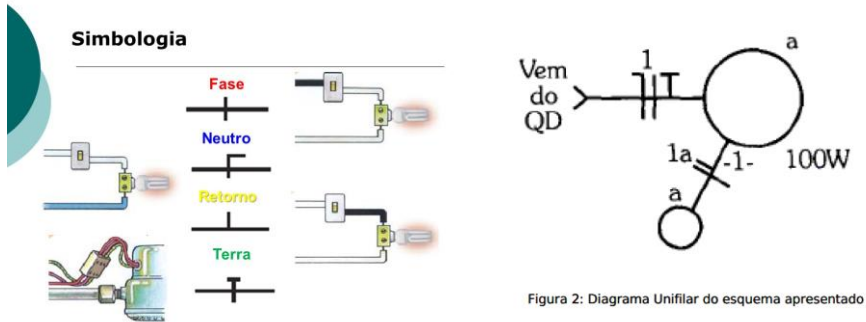 Simbologia
Fase
Neutro
Retorno
Terra
1
a
Vem
do
QD
1a
-1-
100W
a
Figura 2: Diagrama Unifilar do esquema apresentado